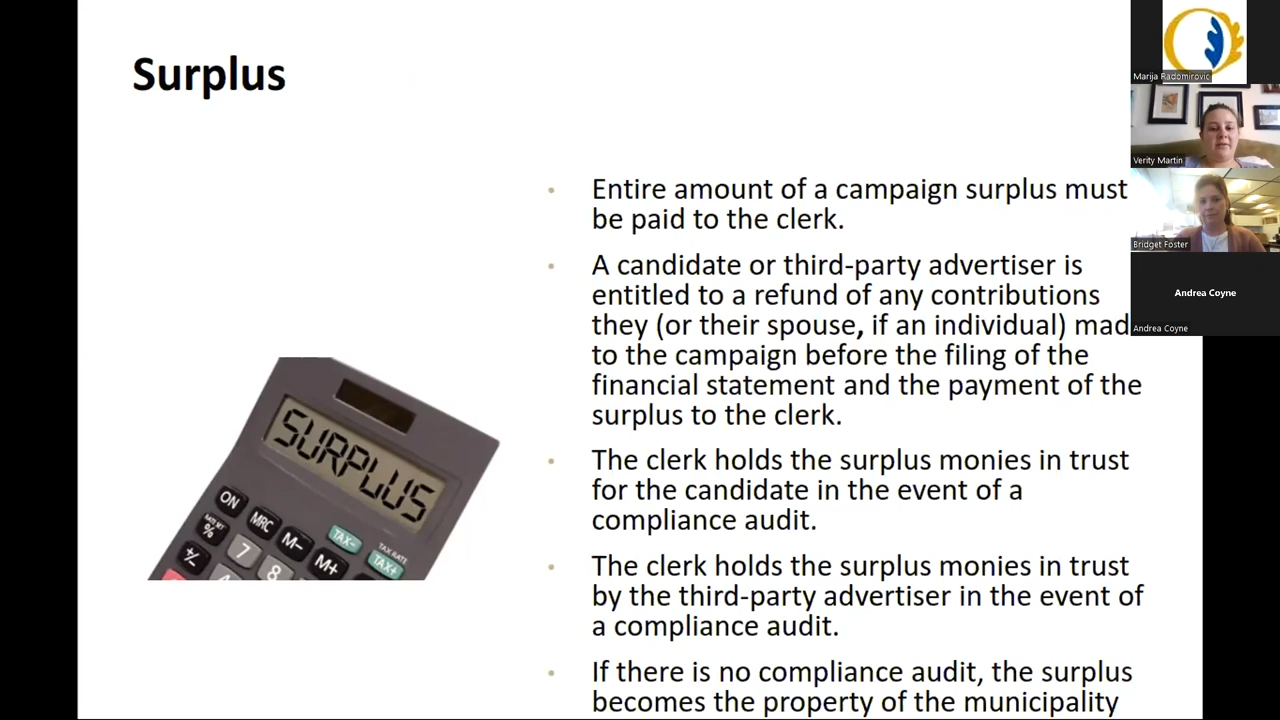 Surplus
Entire amount of a campaign surplus must
be paid to the clerk.
A candidate or third-party advertiser is
entitled to a refund of any contributions
they (or their spouse, if an individual) mad
to the campaign before the filing of the
financial statement and the payment of the
surplus to the clerk.
The clerk holds the surplus monies in trust
for the candidate in the event of a
compliance audit.
The clerk holds the surplus monies in trust
by the third-party advertiser in the event of
a compliance audit.
If there is no compliance audit, the surplus
becomes the property of the municipality
SURPLUS
ON
MRC
M-
M+
TAX-
TAX RATE
TAX+
RATE SET
%
+/-
7
8
Marija Radomirovic
Verity Martin
Bridget Foster
Andrea Coyne
Andrea Coyne